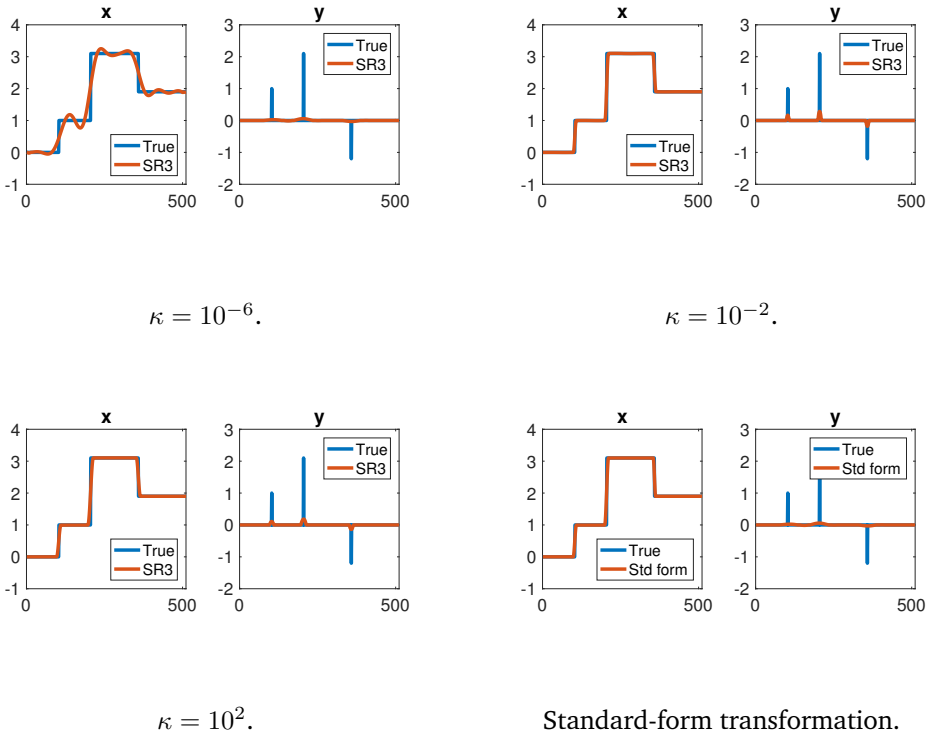 x
4
3
2
1
0
-1
0
500
True
SR3
y
3
2
1
0
-1
-2
0
500
True
SR3
κ = 10⁻⁶.
x
4
3
2
1
0
-1
0
500
True
SR3
y
3
2
1
0
-1
-2
0
500
True
SR3
κ = 10⁻².
x
4
3
2
1
0
-1
0
500
True
SR3
y
3
2
1
0
-1
-2
0
500
True
SR3
κ = 10².
x
4
3
2
1
0
-1
0
500
True
Std form
y
3
2
1
0
-1
-2
0
500
True
Std form
Standard-form transformation.